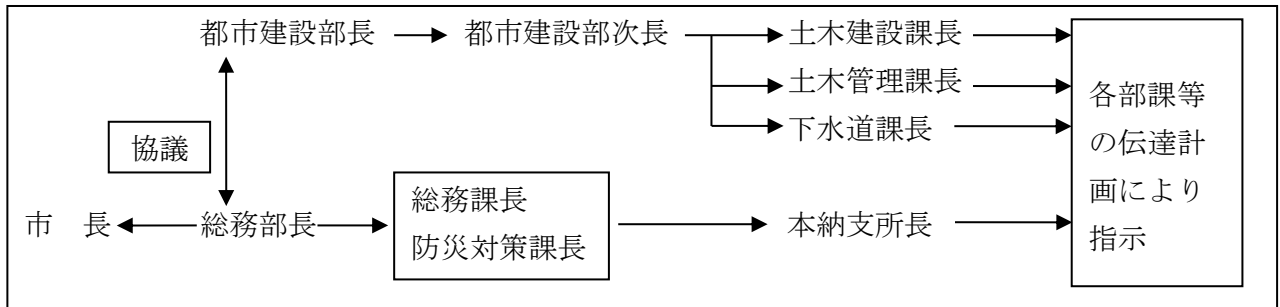 都市建設部長 都市建設部次長 土木建設課長
土木管理課長
下水道課長
協議
市　長 総務部長
総務課長
防災対策課長
本納支所長
各部課等
の伝達計
画により
指示